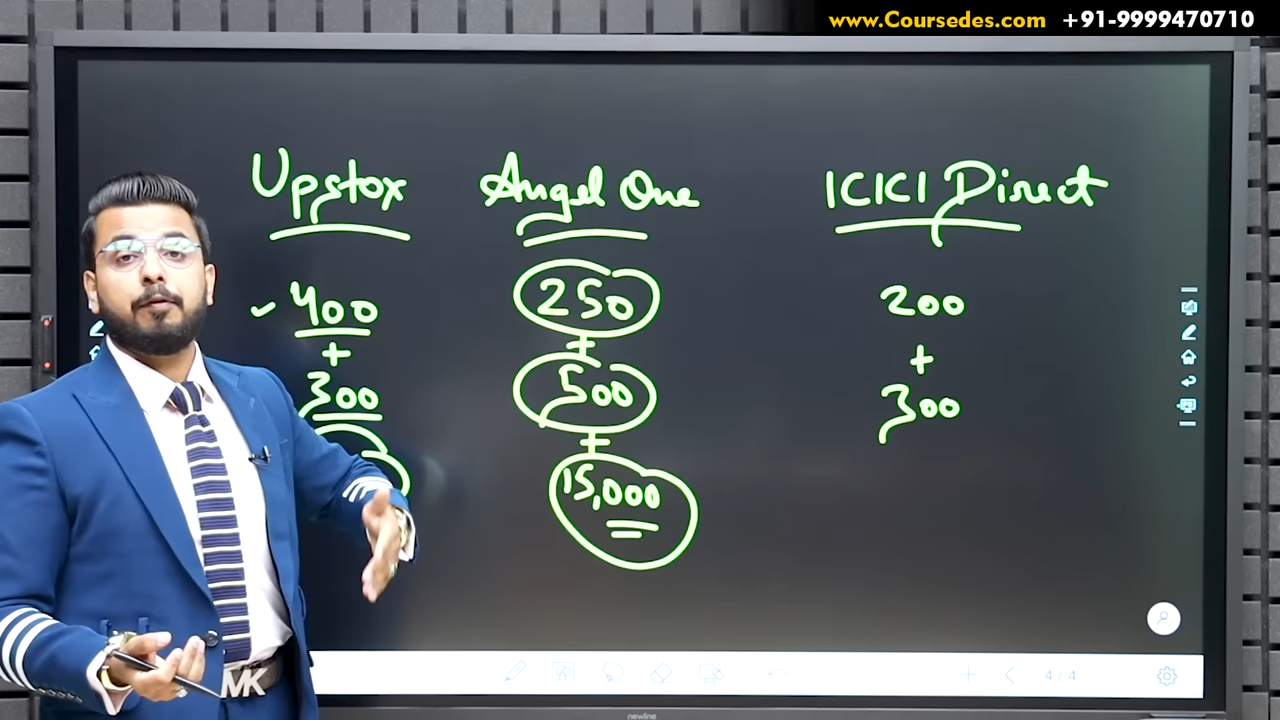 www.Coursedes.com +91-9999470710
Upstox Angel One ICICI Direct
400 250 200
+ + +
300 500 300
+
15,000
MK
4/4
newline